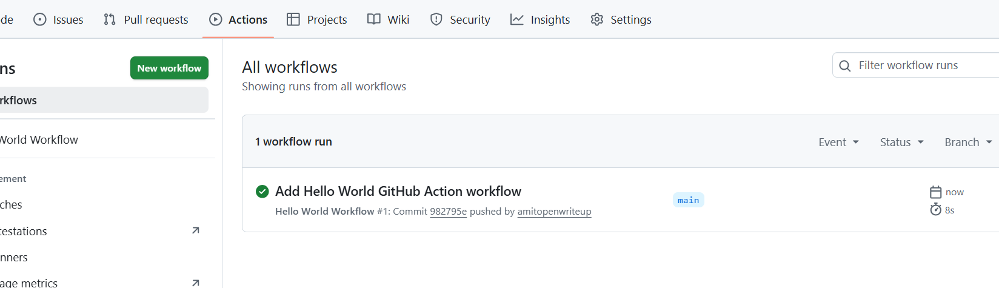 de Issues Pull requests Actions Projects Wiki Security Insights Settings
ns
New workflow
rkflows
World Workflow
ement
ches
testations
nners
age metrics
All workflows
Showing runs from all workflows
Filter workflow runs
1 workflow run
Event Status Branch
Add Hello World GitHub Action workflow
Hello World Workflow #1: Commit 982795e pushed by amitopenwriteup
main
now
8s